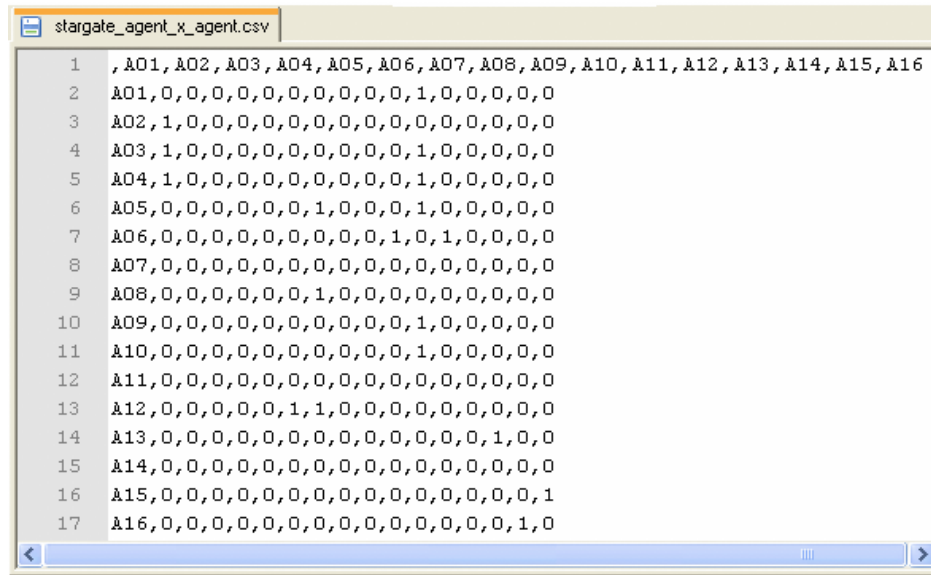 stargate_agent_x_agent.csv
1 ,A01,A02,A03,A04,A05,A06,A07,A08,A09,A10,A11,A12,A13,A14,A15,A16
2 A01,0,0,0,0,0,0,0,0,0,0,1,0,0,0,0,0
3 A02,1,0,0,0,0,0,0,0,0,0,0,0,0,0,0,0
4 A03,1,0,0,0,0,0,0,0,0,0,1,0,0,0,0,0
5 A04,1,0,0,0,0,0,0,0,0,0,1,0,0,0,0,0
6 A05,0,0,0,0,0,0,1,0,0,0,1,0,0,0,0,0
7 A06,0,0,0,0,0,0,0,0,0,1,0,1,0,0,0,0
8 A07,0,0,0,0,0,0,0,0,0,0,0,0,0,0,0,0
9 A08,0,0,0,0,0,0,1,0,0,0,0,0,0,0,0,0
10 A09,0,0,0,0,0,0,0,0,0,0,1,0,0,0,0,0
11 A10,0,0,0,0,0,0,0,0,0,0,1,0,0,0,0,0
12 A11,0,0,0,0,0,0,0,0,0,0,0,0,0,0,0,0
13 A12,0,0,0,0,0,1,1,0,0,0,0,0,0,0,0,0
14 A13,0,0,0,0,0,0,0,0,0,0,0,0,0,1,0,0
15 A14,0,0,0,0,0,0,0,0,0,0,0,0,0,0,0,0
16 A15,0,0,0,0,0,0,0,0,0,0,0,0,0,0,0,1
17 A16,0,0,0,0,0,0,0,0,0,0,0,0,0,0,1,0